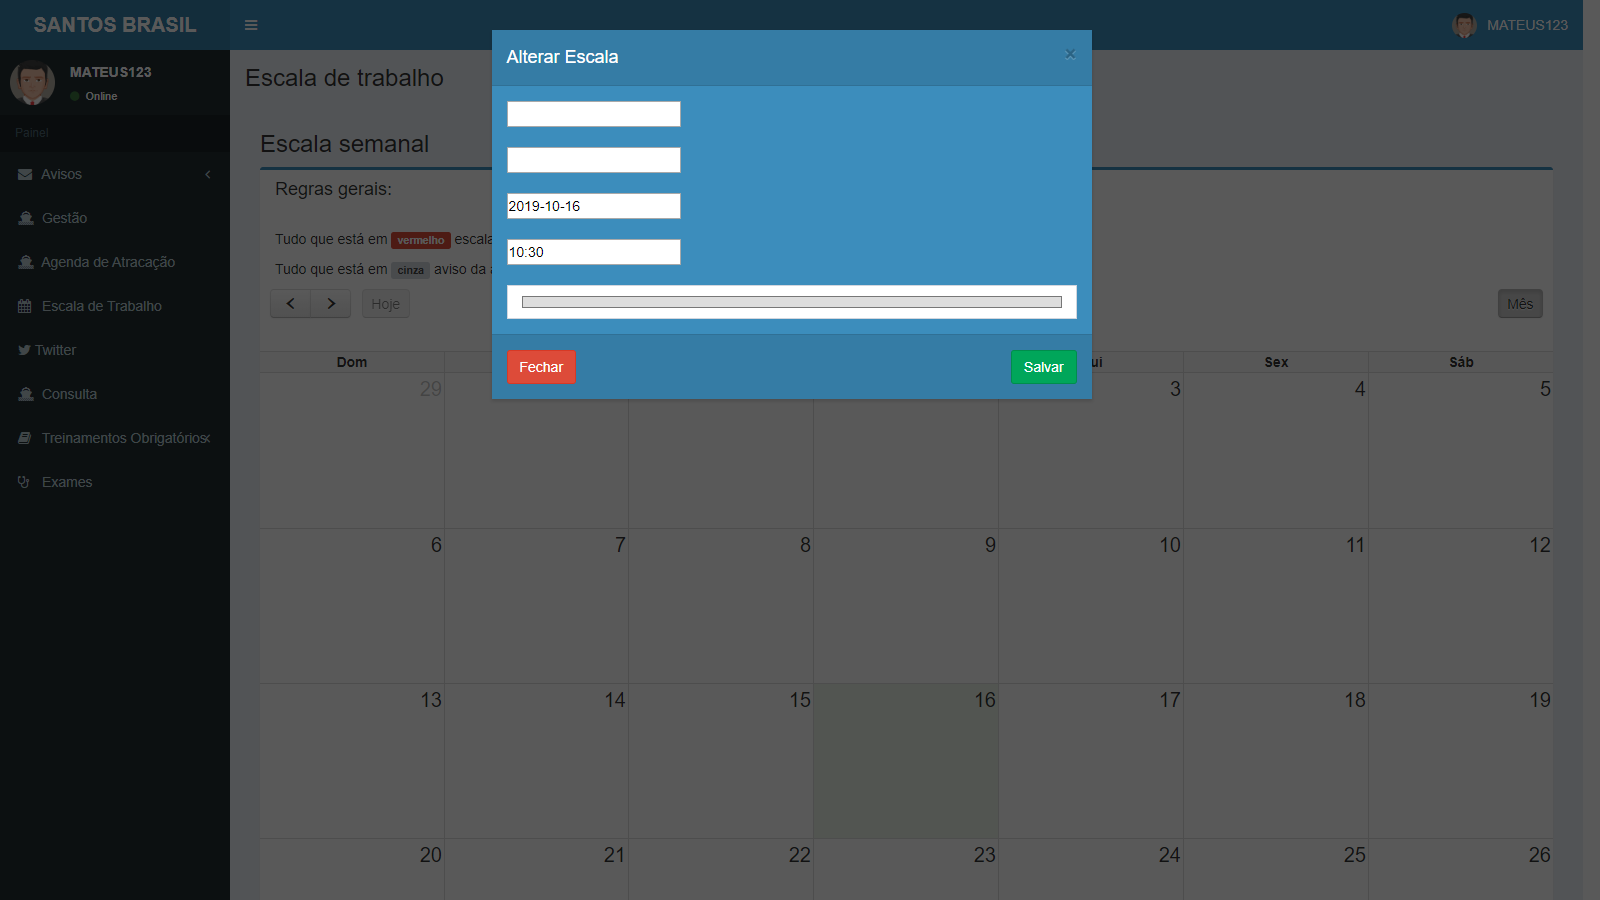 SANTOS BRASIL
MATEUS123
MATEUS123
Online
Painel
Avisos
Gestão
Agenda de Atracação
Escala de Trabalho
Twitter
Consulta
Treinamentos Obrigatórios
Exames
Escala de trabalho
Escala semanal
Regras gerais:
Tudo que está em vermelho escala
Tudo que está em cinza aviso da a
Hoje
Mês
Alterar Escala
×
2019-10-16
10:30
Fechar
Salvar
Dom ui Sex Sáb
29 3 4 5
6 7 8 9 10 11 12
13 14 15 16 17 18 19
20 21 22 23 24 25 26